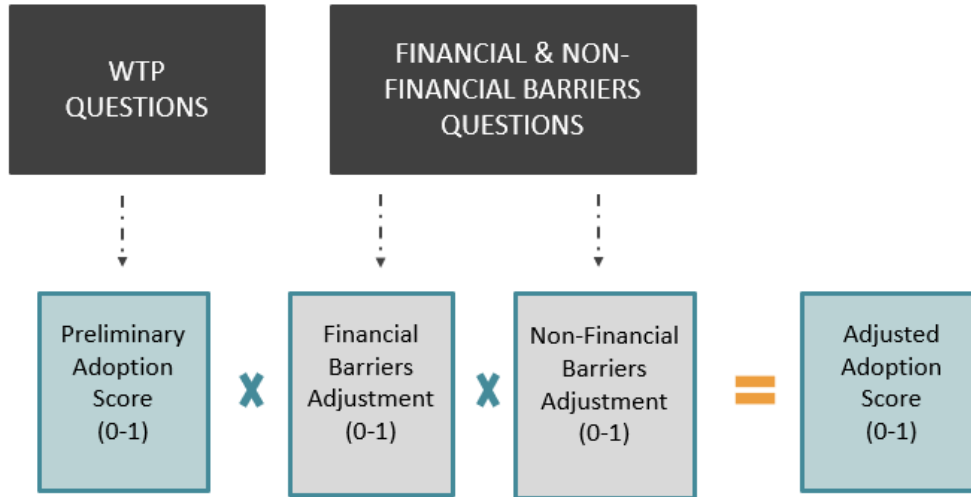 WTP
QUESTIONS
FINANCIAL & NON-
FINANCIAL BARRIERS
QUESTIONS
Preliminary
Adoption
Score
(0-1)
Financial
Barriers
Adjustment
(0-1)
Non-Financial
Barriers
Adjustment
(0-1)
Adjusted
Adoption
Score
(0-1)